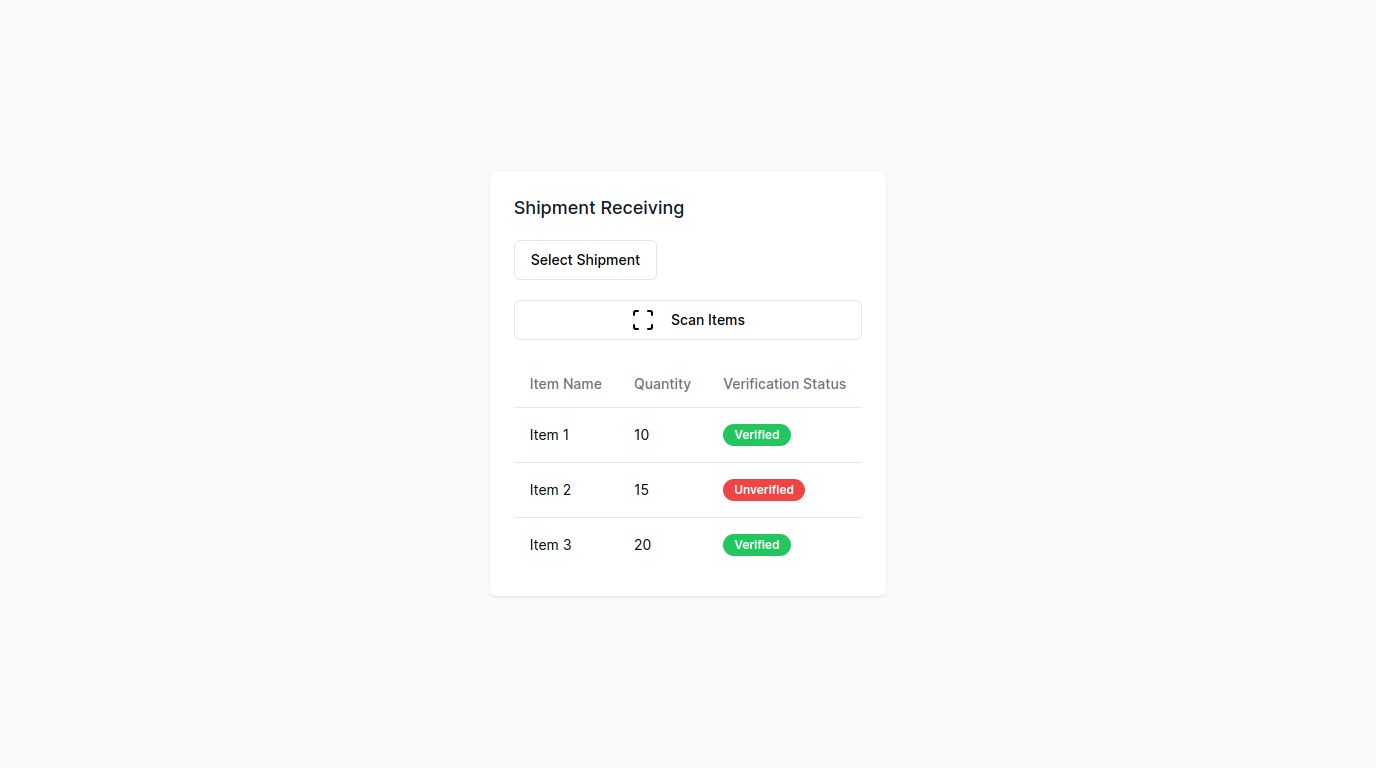 Shipment Receiving
Select Shipment
Scan Items
Item Name Quantity Verification Status
Item 1 10 Verified
Item 2 15 Unverified
Item 3 20 Verified